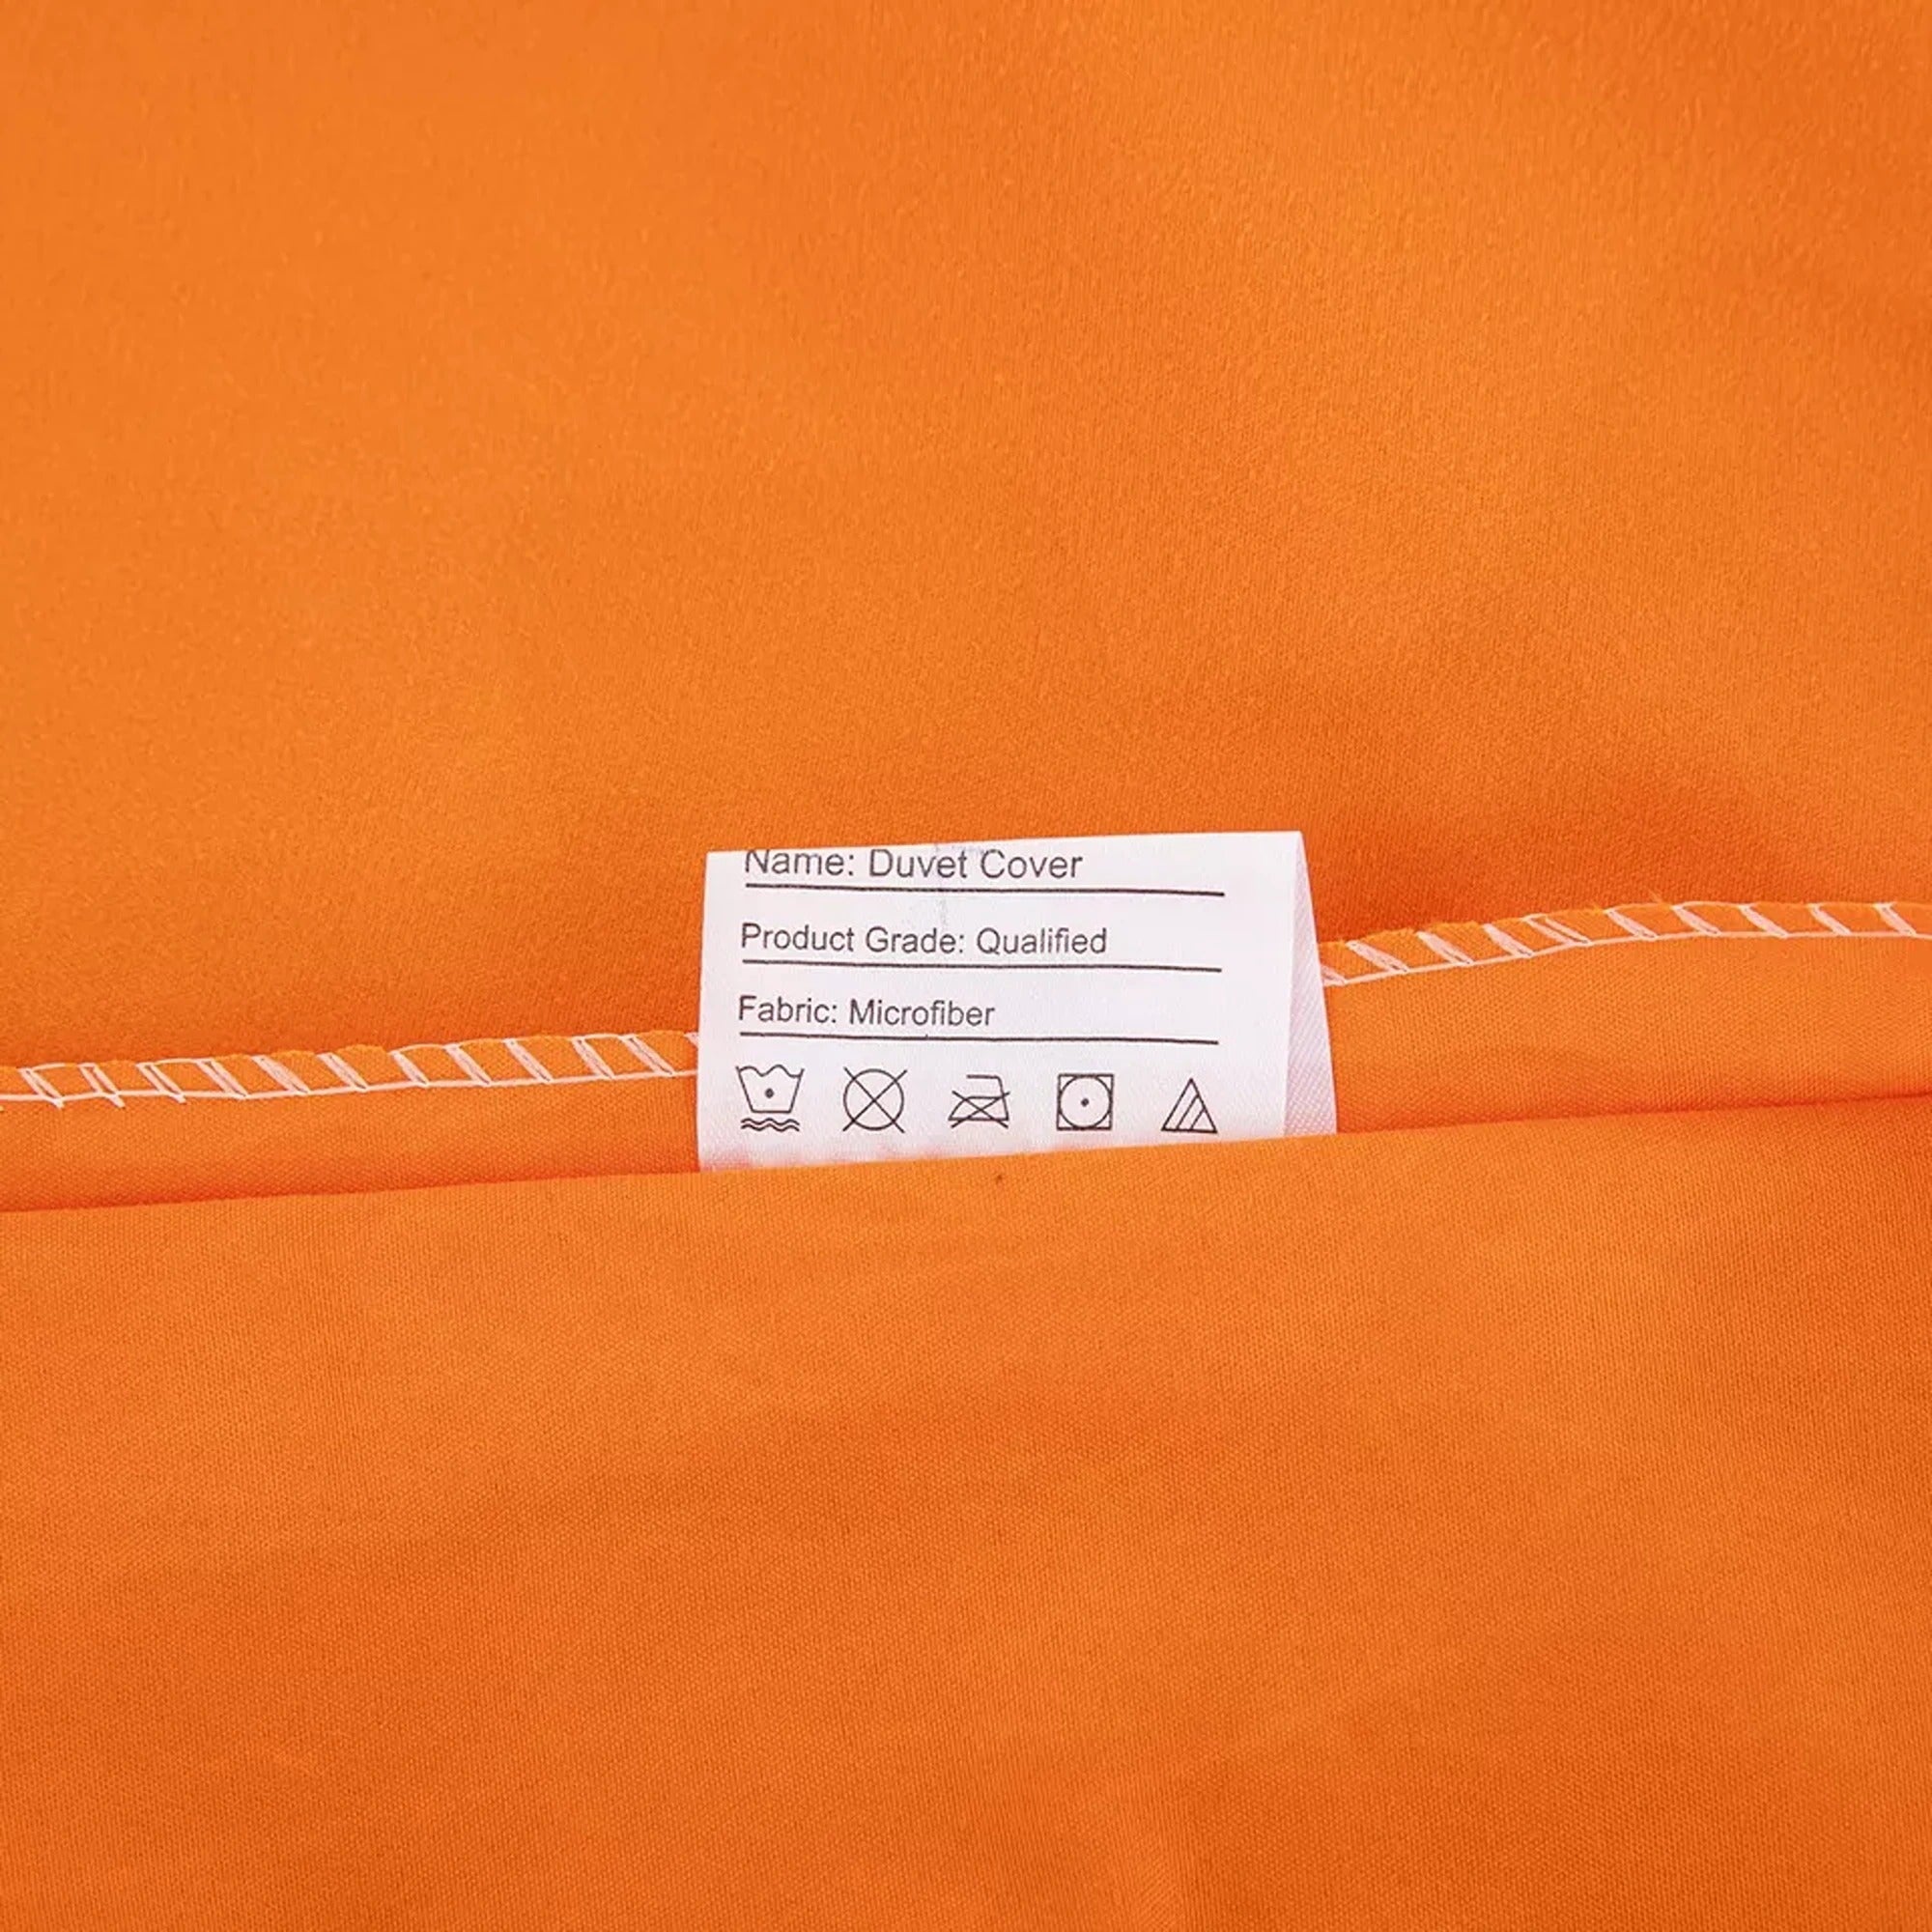 Name: Duvet Cover
Product Grade: Qualified
Fabric: Microfiber